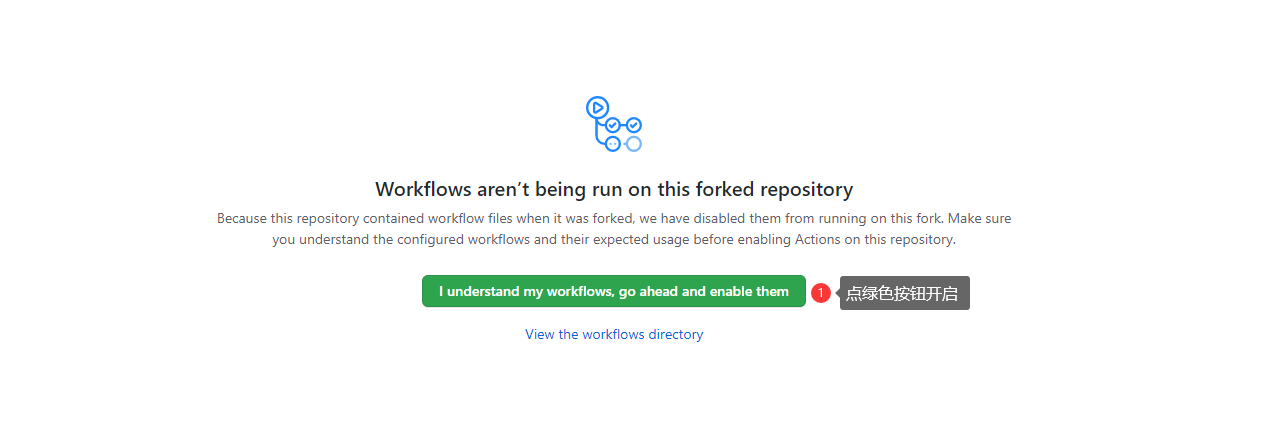 Workflows aren’t being run on this forked repository
Because this repository contained workflow files when it was forked, we have disabled them from running on this fork. Make sure
you understand the configured workflows and their expected usage before enabling Actions on this repository.
I understand my workflows, go ahead and enable them
1
点绿色按钮开启
View the workflows directory